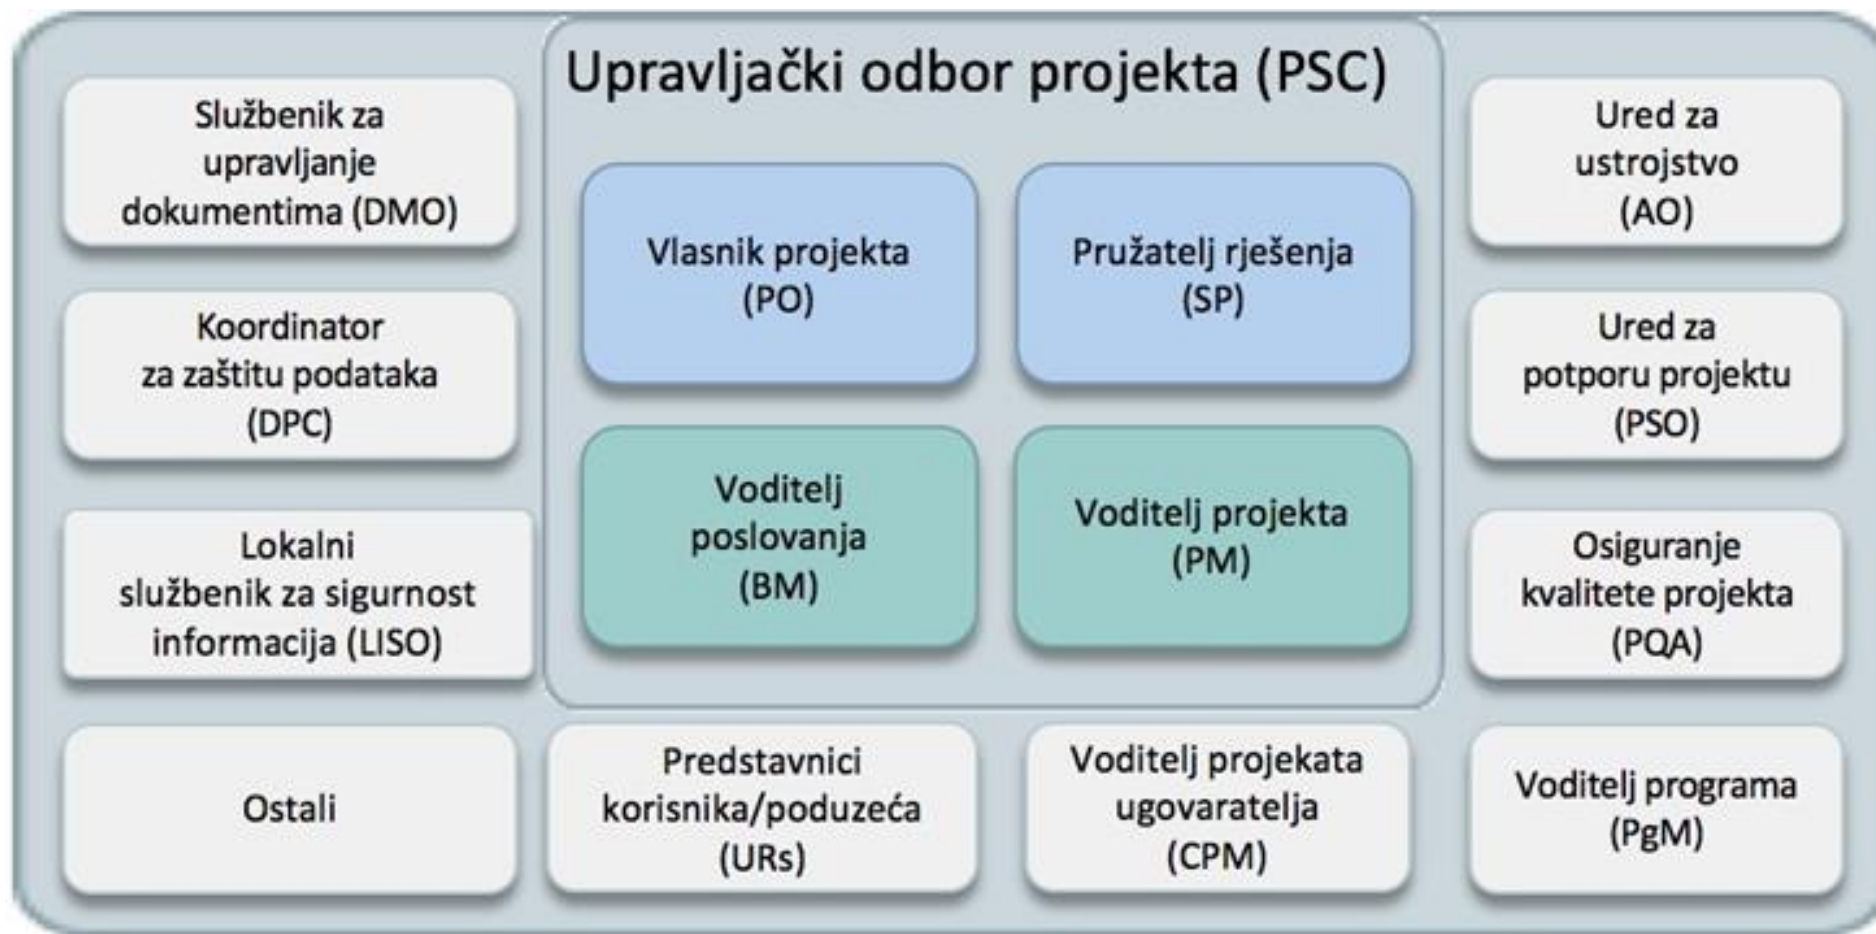 Upravljački odbor projekta (PSC)
Službenik za
upravljanje
dokumentima (DMO)
Koordinator
za zaštitu podataka
(DPC)
Lokalni
službenik za sigurnost
informacija (LISO)
Ostali
Vlasnik projekta
(PO)
Pružatelj rješenja
(SP)
Voditelj
poslovanja
(BM)
Voditelj projekta
(PM)
Predstavnici
korisnika/poduzeća
(URs)
Voditelj projekata
ugovaratelja
(CPM)
Ured za
ustrojstvo
(AO)
Ured za
potporu projektu
(PSO)
Osiguranje
kvalitete projekta
(PQA)
Voditelj programa
(PgM)